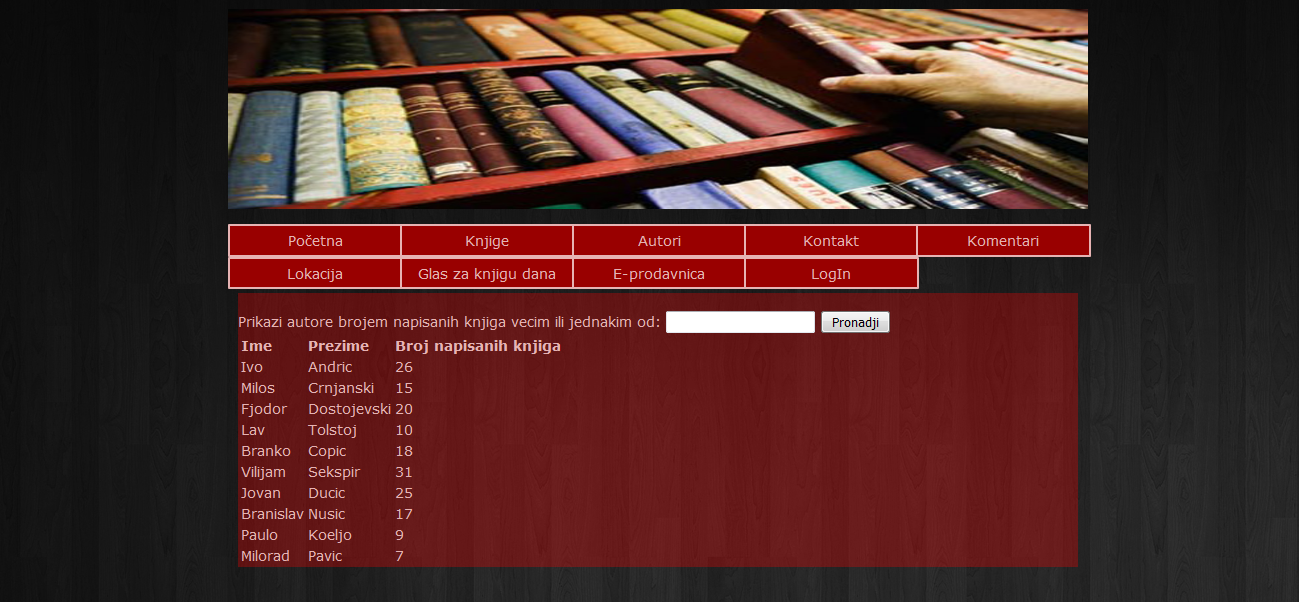 Početna Knjige Autori Kontakt Komentari
Lokacija Glas za knjigu dana E-prodavnica LogIn
Prikazi autore brojem napisanih knjiga vecim ili jednakim od: Pronadji
Ime Prezime Broj napisanih knjiga
Ivo Andric 26
Milos Crnjanski 15
Fjodor Dostojevski 20
Lav Tolstoj 10
Branko Copic 18
Vilijam Sekspir 31
Jovan Ducic 25
Branislav Nusic 17
Paulo Koeljo 9
Milorad Pavic 7